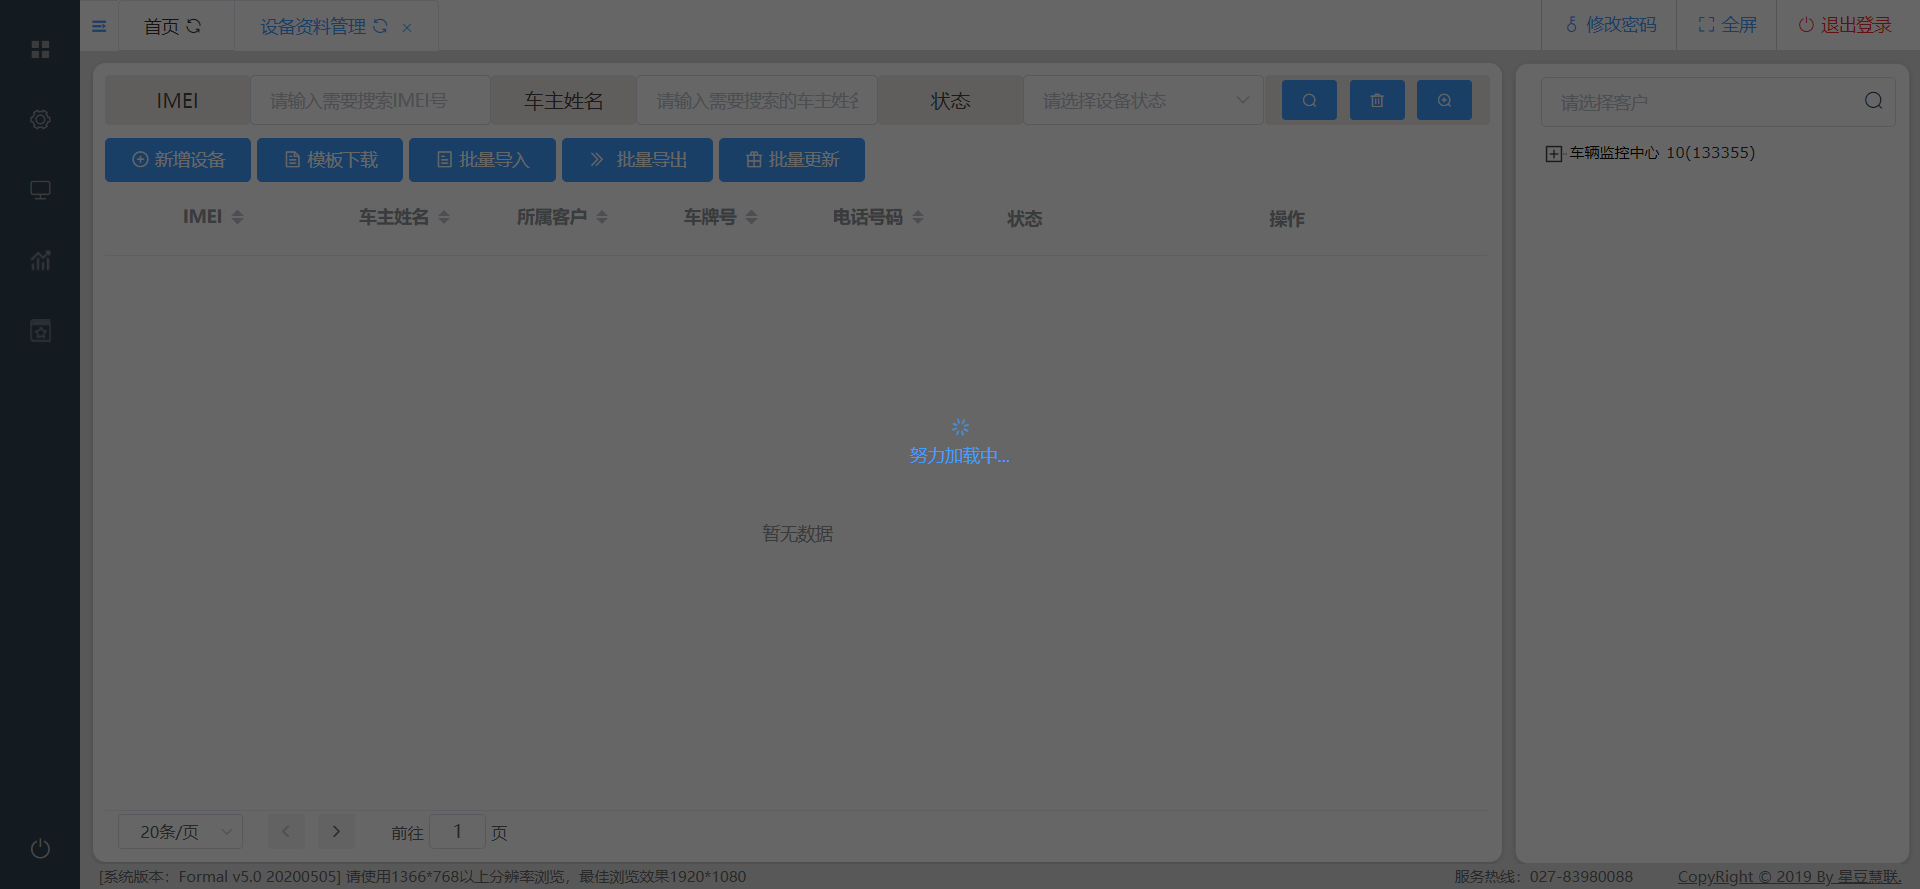 首页
设备资料管理
修改密码
全屏
退出登录
IMEI
请输入需要搜索IMEI号
车主姓名
请输入需要搜索的车主姓名
状态
请选择设备状态
请选择客户
新增设备
模板下载
批量导入
批量导出
批量更新
车辆监控中心 10(133355)
IMEI
车主姓名
所属客户
车牌号
电话号码
状态
操作
努力加载中...
暂无数据
20条/页
前往 1 页
[系统版本：Formal v5.0 20200505] 请使用1366*768以上分辨率浏览，最佳浏览效果1920*1080
服务热线：027-83980088
CopyRight © 2019 By 星豆慧联.